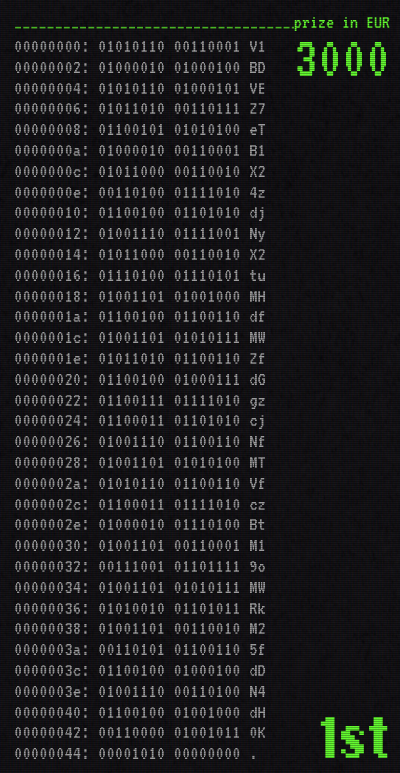 _______________________________prize in EUR
3000
00000000: 01010110 00110001 V1
00000002: 01000010 01000100 BD
00000004: 01010110 01000101 VE
00000006: 01011010 00110111 Z7
00000008: 01100101 01010100 eT
0000000a: 01000010 00110001 B1
0000000c: 01011000 00110010 X2
0000000e: 00110100 01111010 4z
00000010: 01100100 01101010 dj
00000012: 01001110 01111001 Ny
00000014: 01011000 00110010 X2
00000016: 01110100 01110101 tu
00000018: 01001101 01001000 MH
0000001a: 01100100 01100110 df
0000001c: 01001101 01010111 MW
0000001e: 01011010 01100110 Zf
00000020: 01100100 01000111 dG
00000022: 01100111 01111010 gz
00000024: 01100011 01101010 cj
00000026: 01001110 01100110 Nf
00000028: 01001101 01010100 MT
0000002a: 01010110 01100110 Vf
0000002c: 01100011 01111010 cz
0000002e: 01000010 01110100 Bt
00000030: 01001101 00110001 M1
00000032: 00111001 01101111 9o
00000034: 01001101 01010111 MW
00000036: 01010010 01101011 Rk
00000038: 01001101 00110010 M2
0000003a: 00110101 01100110 5f
0000003c: 01100100 01000100 dD
0000003e: 01001110 00110100 N4
00000040: 01100100 01001000 dH
00000042: 00110000 01001011 0K
00000044: 00001010 00000000 .
1st